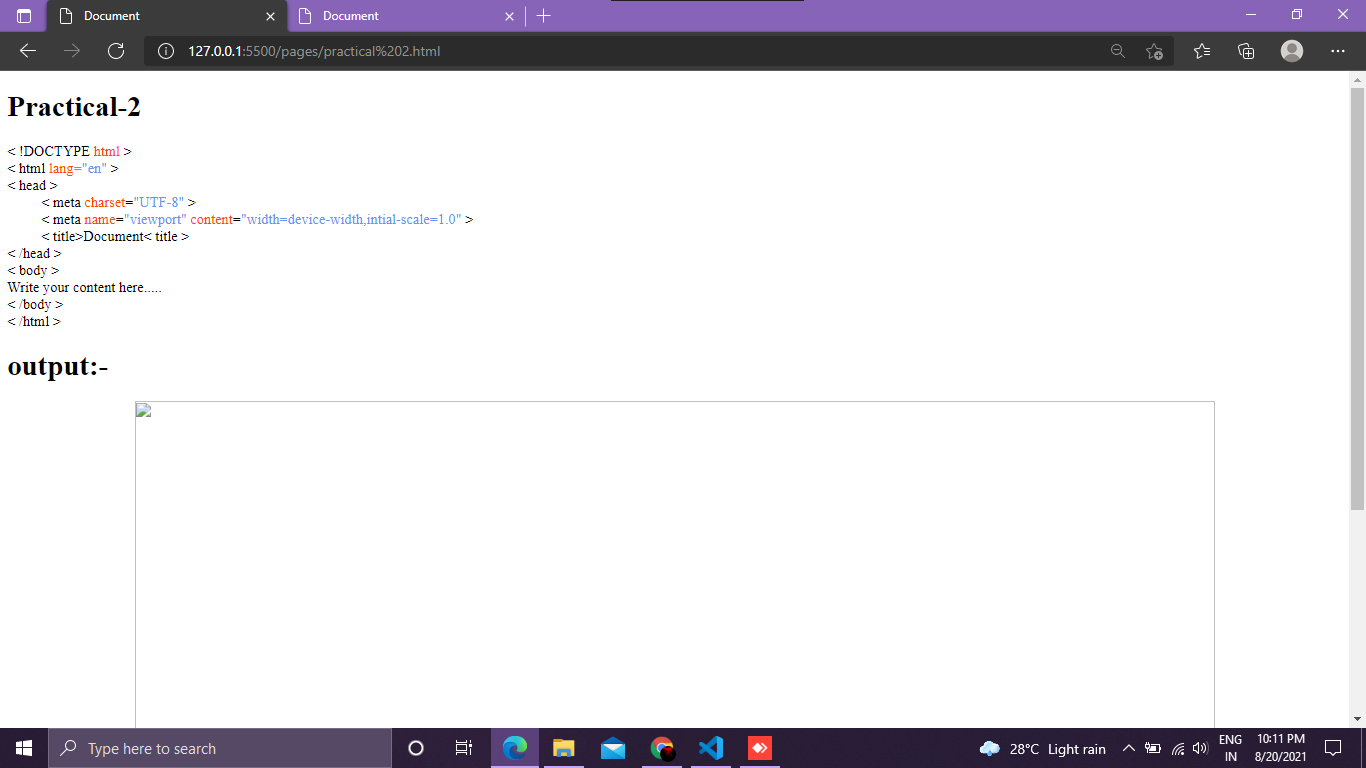 Document
Document
127.0.0.1:5500/pages/practical%202.html
Practical-2
< !DOCTYPE html >
< html lang="en" >
< head >
< meta charset="UTF-8" >
< meta name="viewport" content="width=device-width,intial-scale=1.0" >
< title>Document< title >
< /head >
< body >
Write your content here.....
< /body >
< /html >
output:-
Type here to search
28°C Light rain
ENG
IN
10:11 PM
8/20/2021